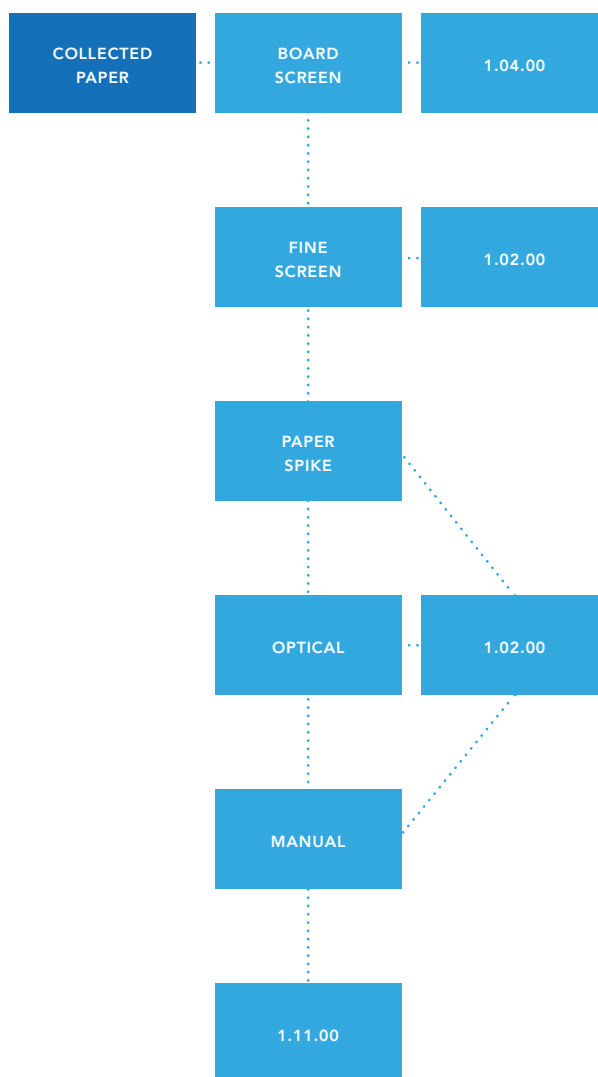 COLLECTED
PAPER
BOARD
SCREEN
1.04.00
FINE
SCREEN
1.02.00
PAPER
SPIKE
OPTICAL
1.02.00
MANUAL
1.11.00